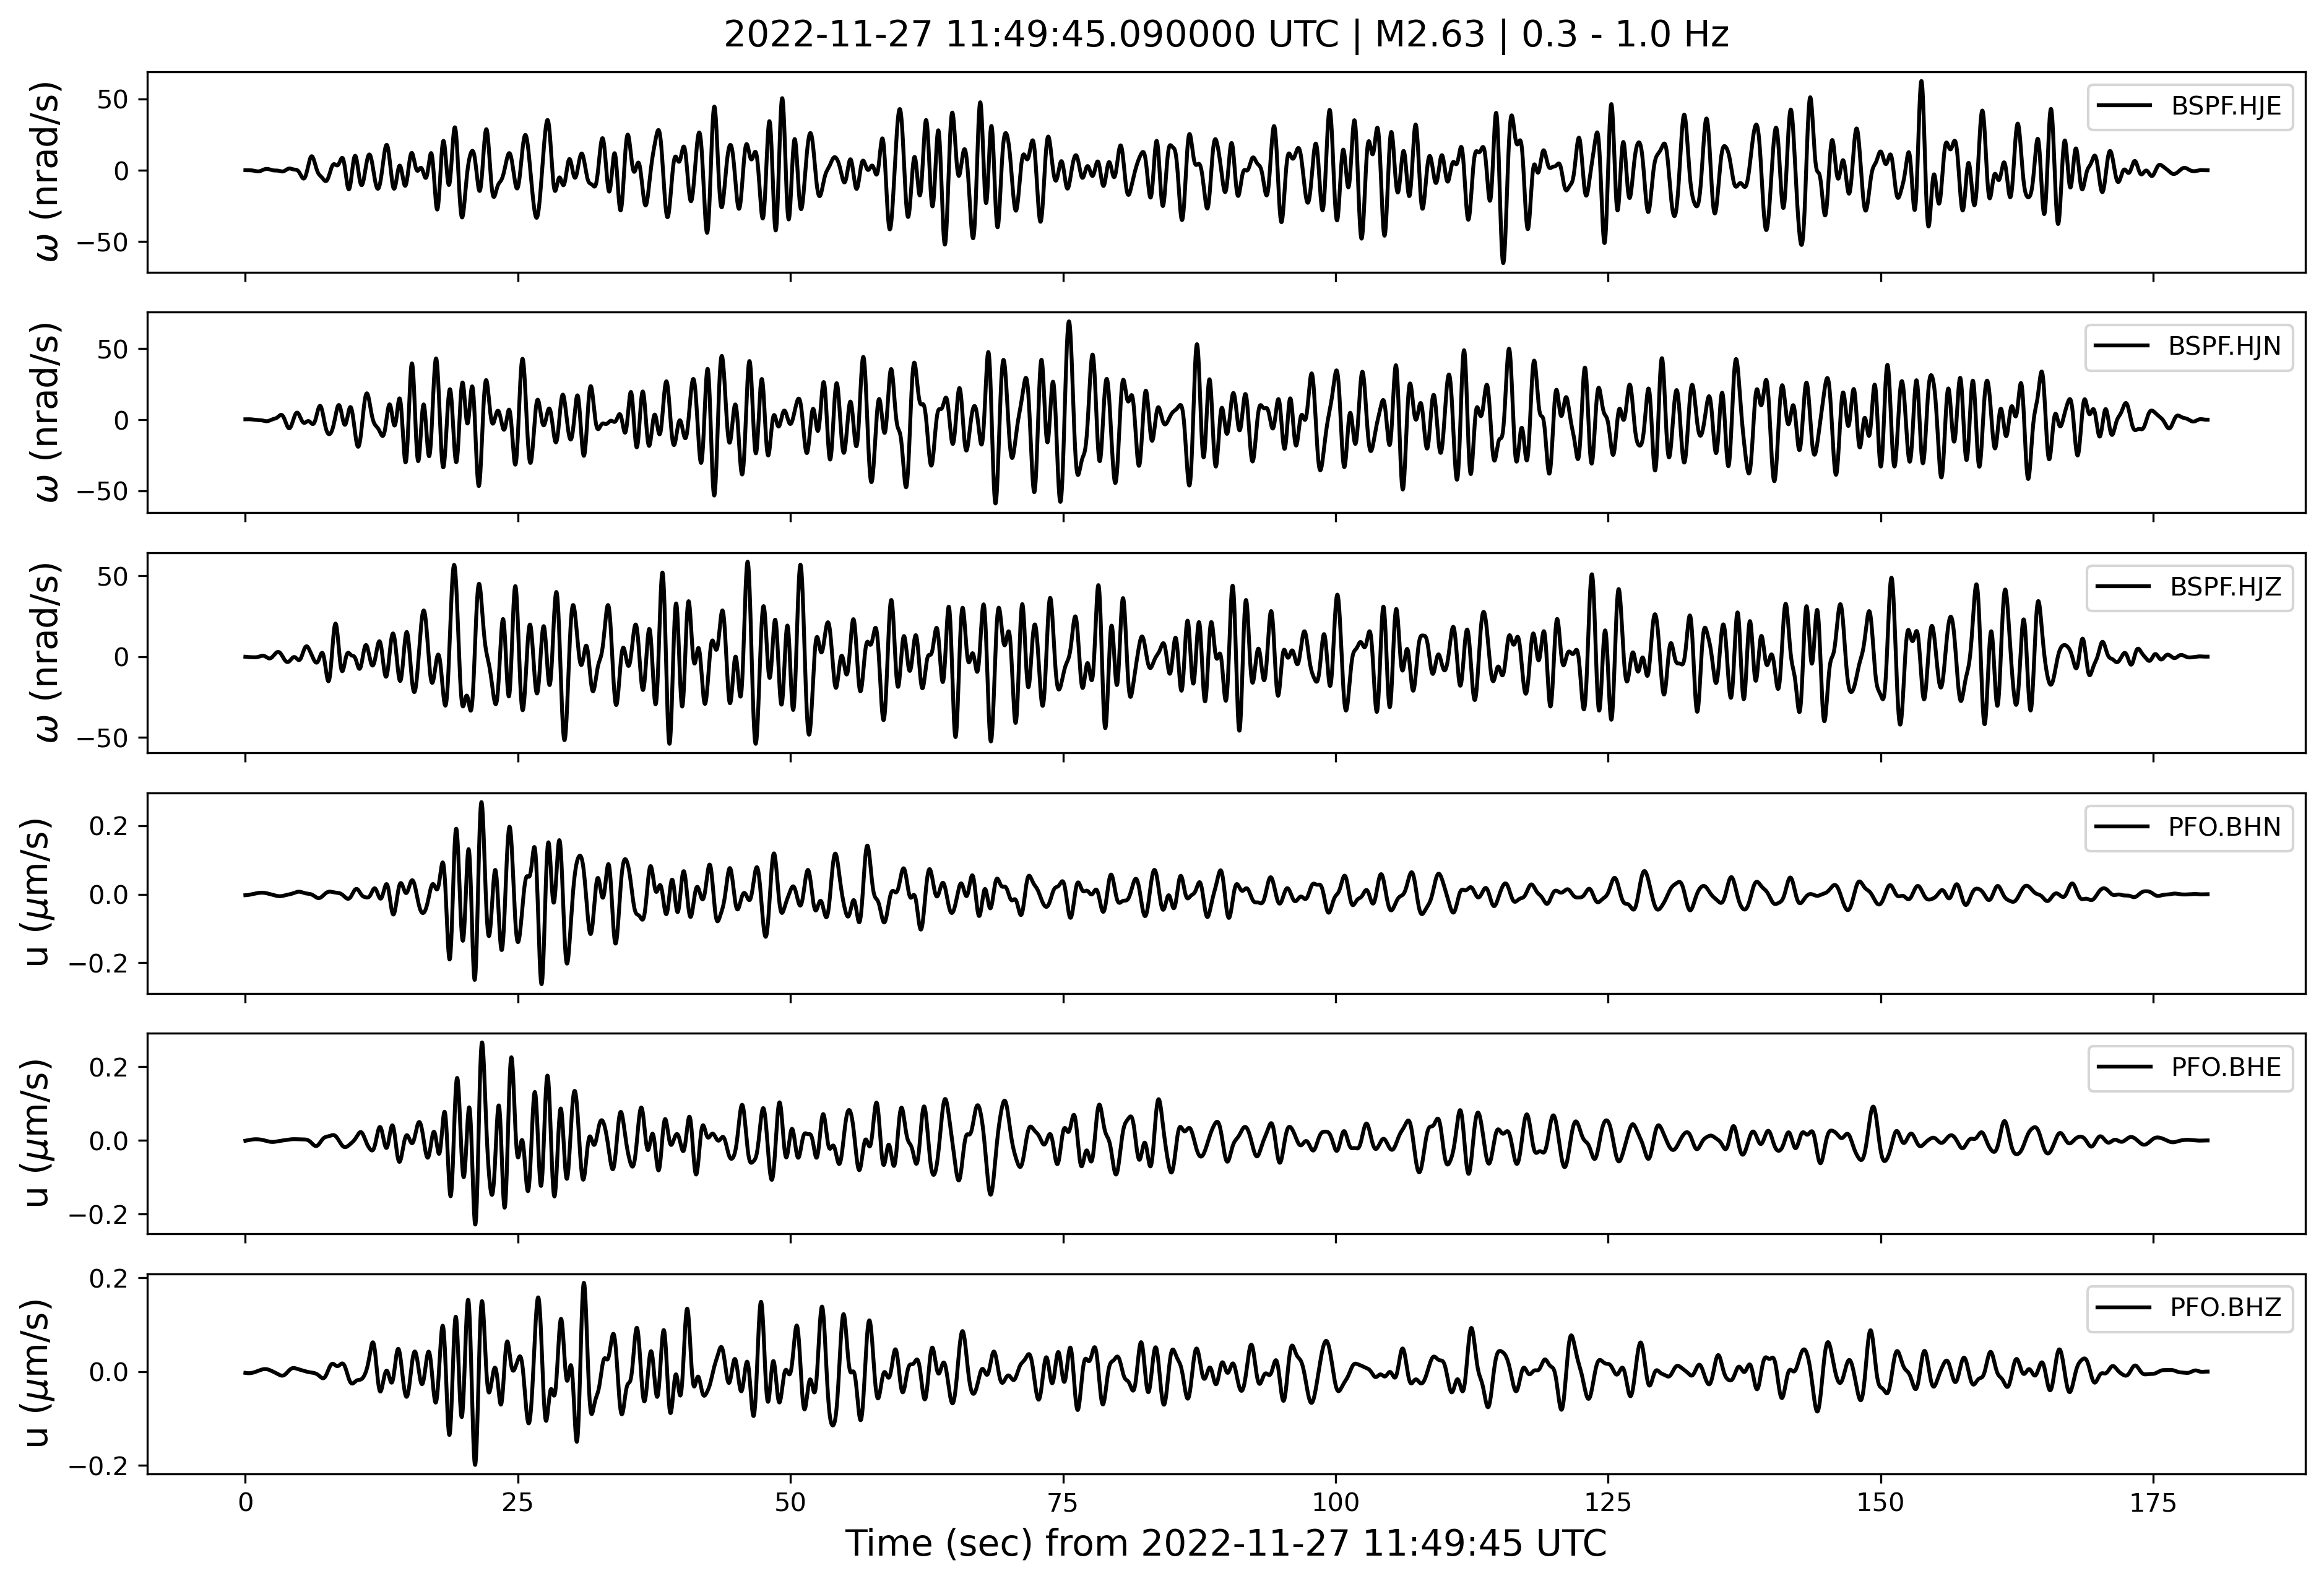 2022-11-27 11:49:45.090000 UTC | M2.63 | 0.3 - 1.0 Hz
ω (nrad/s)
50
0
−50
BSPF.HJE
ω (nrad/s)
50
0
−50
BSPF.HJN
ω (nrad/s)
50
0
−50
BSPF.HJZ
u (μm/s)
0.2
0.0
−0.2
PFO.BHN
u (μm/s)
0.2
0.0
−0.2
PFO.BHE
u (μm/s)
0.2
0.0
−0.2
PFO.BHZ
0 25 50 75 100 125 150 175
Time (sec) from 2022-11-27 11:49:45 UTC